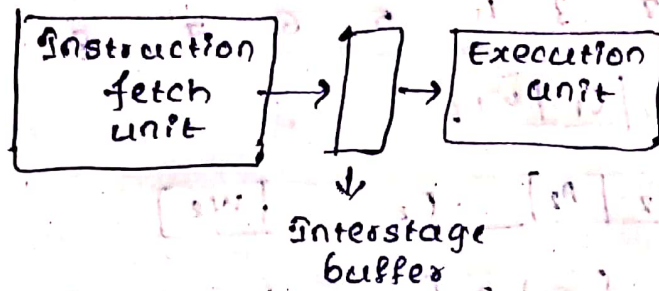 Instruction
fetch
unit
Execution
unit
Interstage
buffer